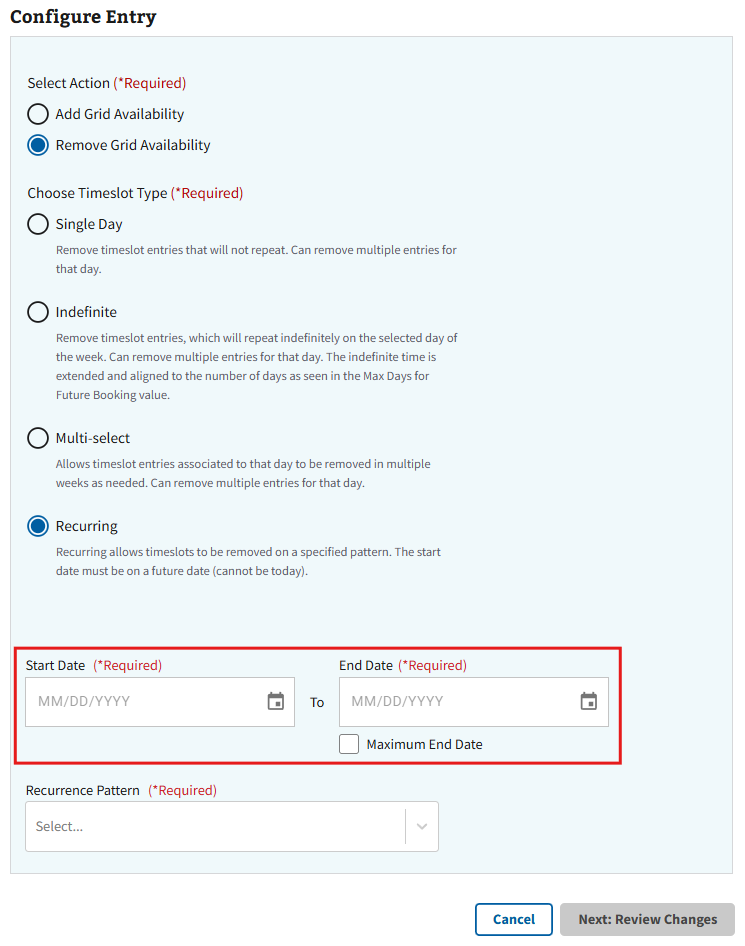 Configure Entry
Select Action (*Required)
Add Grid Availability
Remove Grid Availability
Choose Timeslot Type (*Required)
Single Day
Remove timeslot entries that will not repeat. Can remove multiple entries for
that day.
Indefinite
Remove timeslot entries, which will repeat indefinitely on the selected day of
the week. Can remove multiple entries for that day. The indefinite time is
extended and aligned to the number of days as seen in the Max Days for
Future Booking value.
Multi-select
Allows timeslot entries associated to that day to be removed in multiple
weeks as needed. Can remove multiple entries for that day.
Recurring
Recurring allows timeslots to be removed on a specified pattern. The start
date must be on a future date (cannot be today).
Start Date (*Required) End Date (*Required)
MM/DD/YYYY To MM/DD/YYYY
Maximum End Date
Recurrence Pattern (*Required)
Select...
Cancel Next: Review Changes